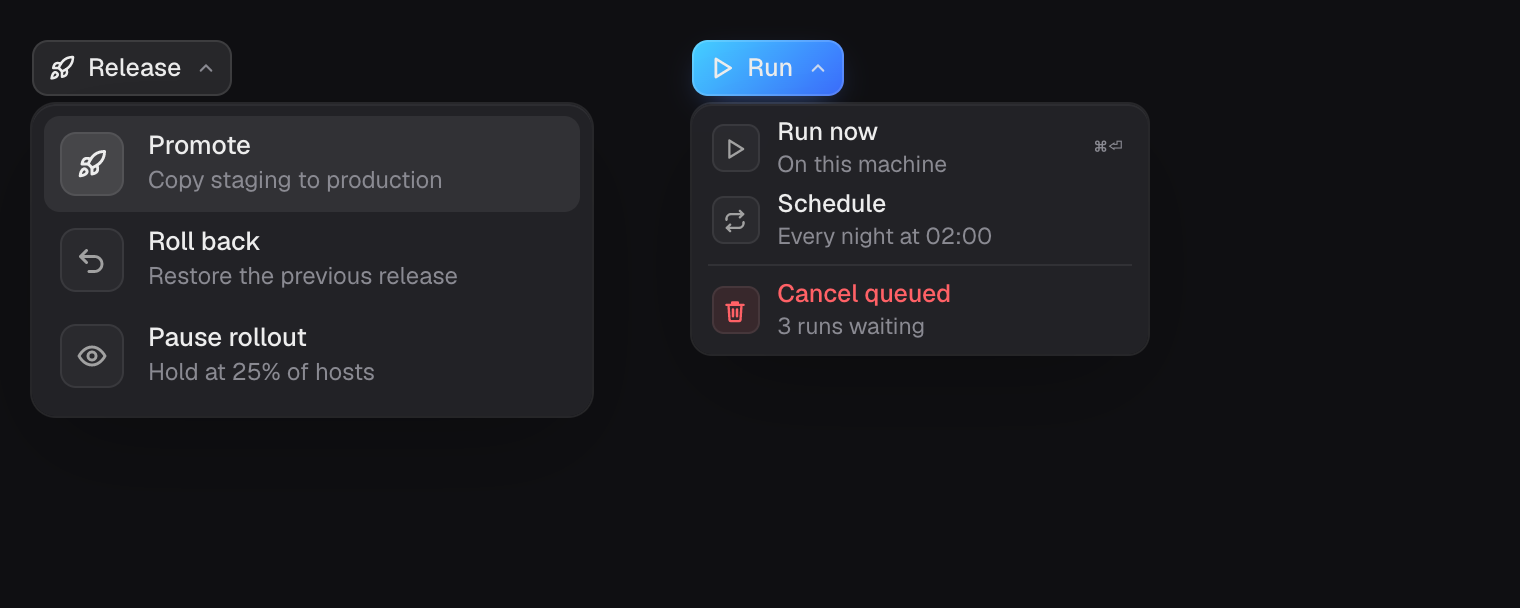 Release
Promote
Copy staging to production
Roll back
Restore the previous release
Pause rollout
Hold at 25% of hosts
Run
Run now
On this machine
⌘⏎
Schedule
Every night at 02:00
Cancel queued
3 runs waiting